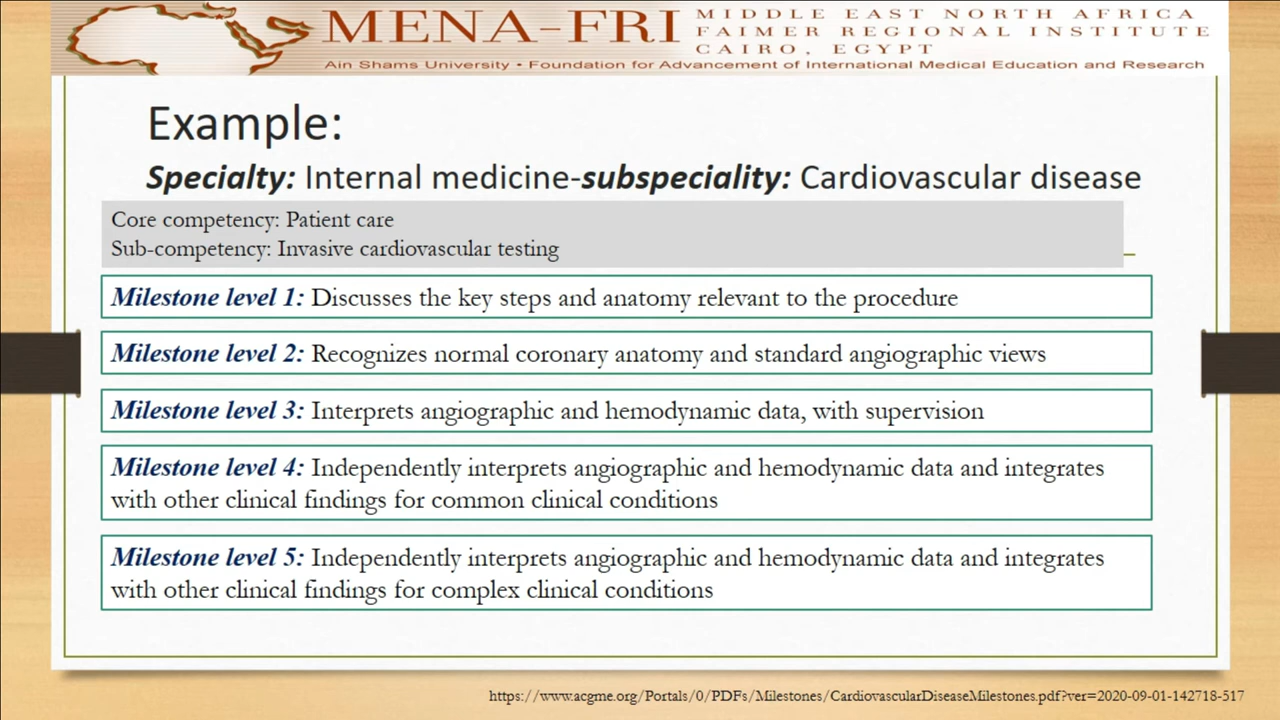 MENA-FRI
MIDDLE EAST NORTH AFRICA
FAIMER REGIONAL INSTITUTE
CAIRO, EGYPT
Ain Shams University • Foundation for Advancement of International Medical Education and Research
Example:
Specialty: Internal medicine-subspeciality: Cardiovascular disease
Core competency: Patient care
Sub-competency: Invasive cardiovascular testing
Milestone level 1: Discusses the key steps and anatomy relevant to the procedure
Milestone level 2: Recognizes normal coronary anatomy and standard angiographic views
Milestone level 3: Interprets angiographic and hemodynamic data, with supervision
Milestone level 4: Independently interprets angiographic and hemodynamic data and integrates
with other clinical findings for common clinical conditions
Milestone level 5: Independently interprets angiographic and hemodynamic data and integrates
with other clinical findings for complex clinical conditions
https://www.acgme.org/Portals/0/PDFs/Milestones/CardiovascularDiseaseMilestones.pdf?ver=2020-09-01-142718-517